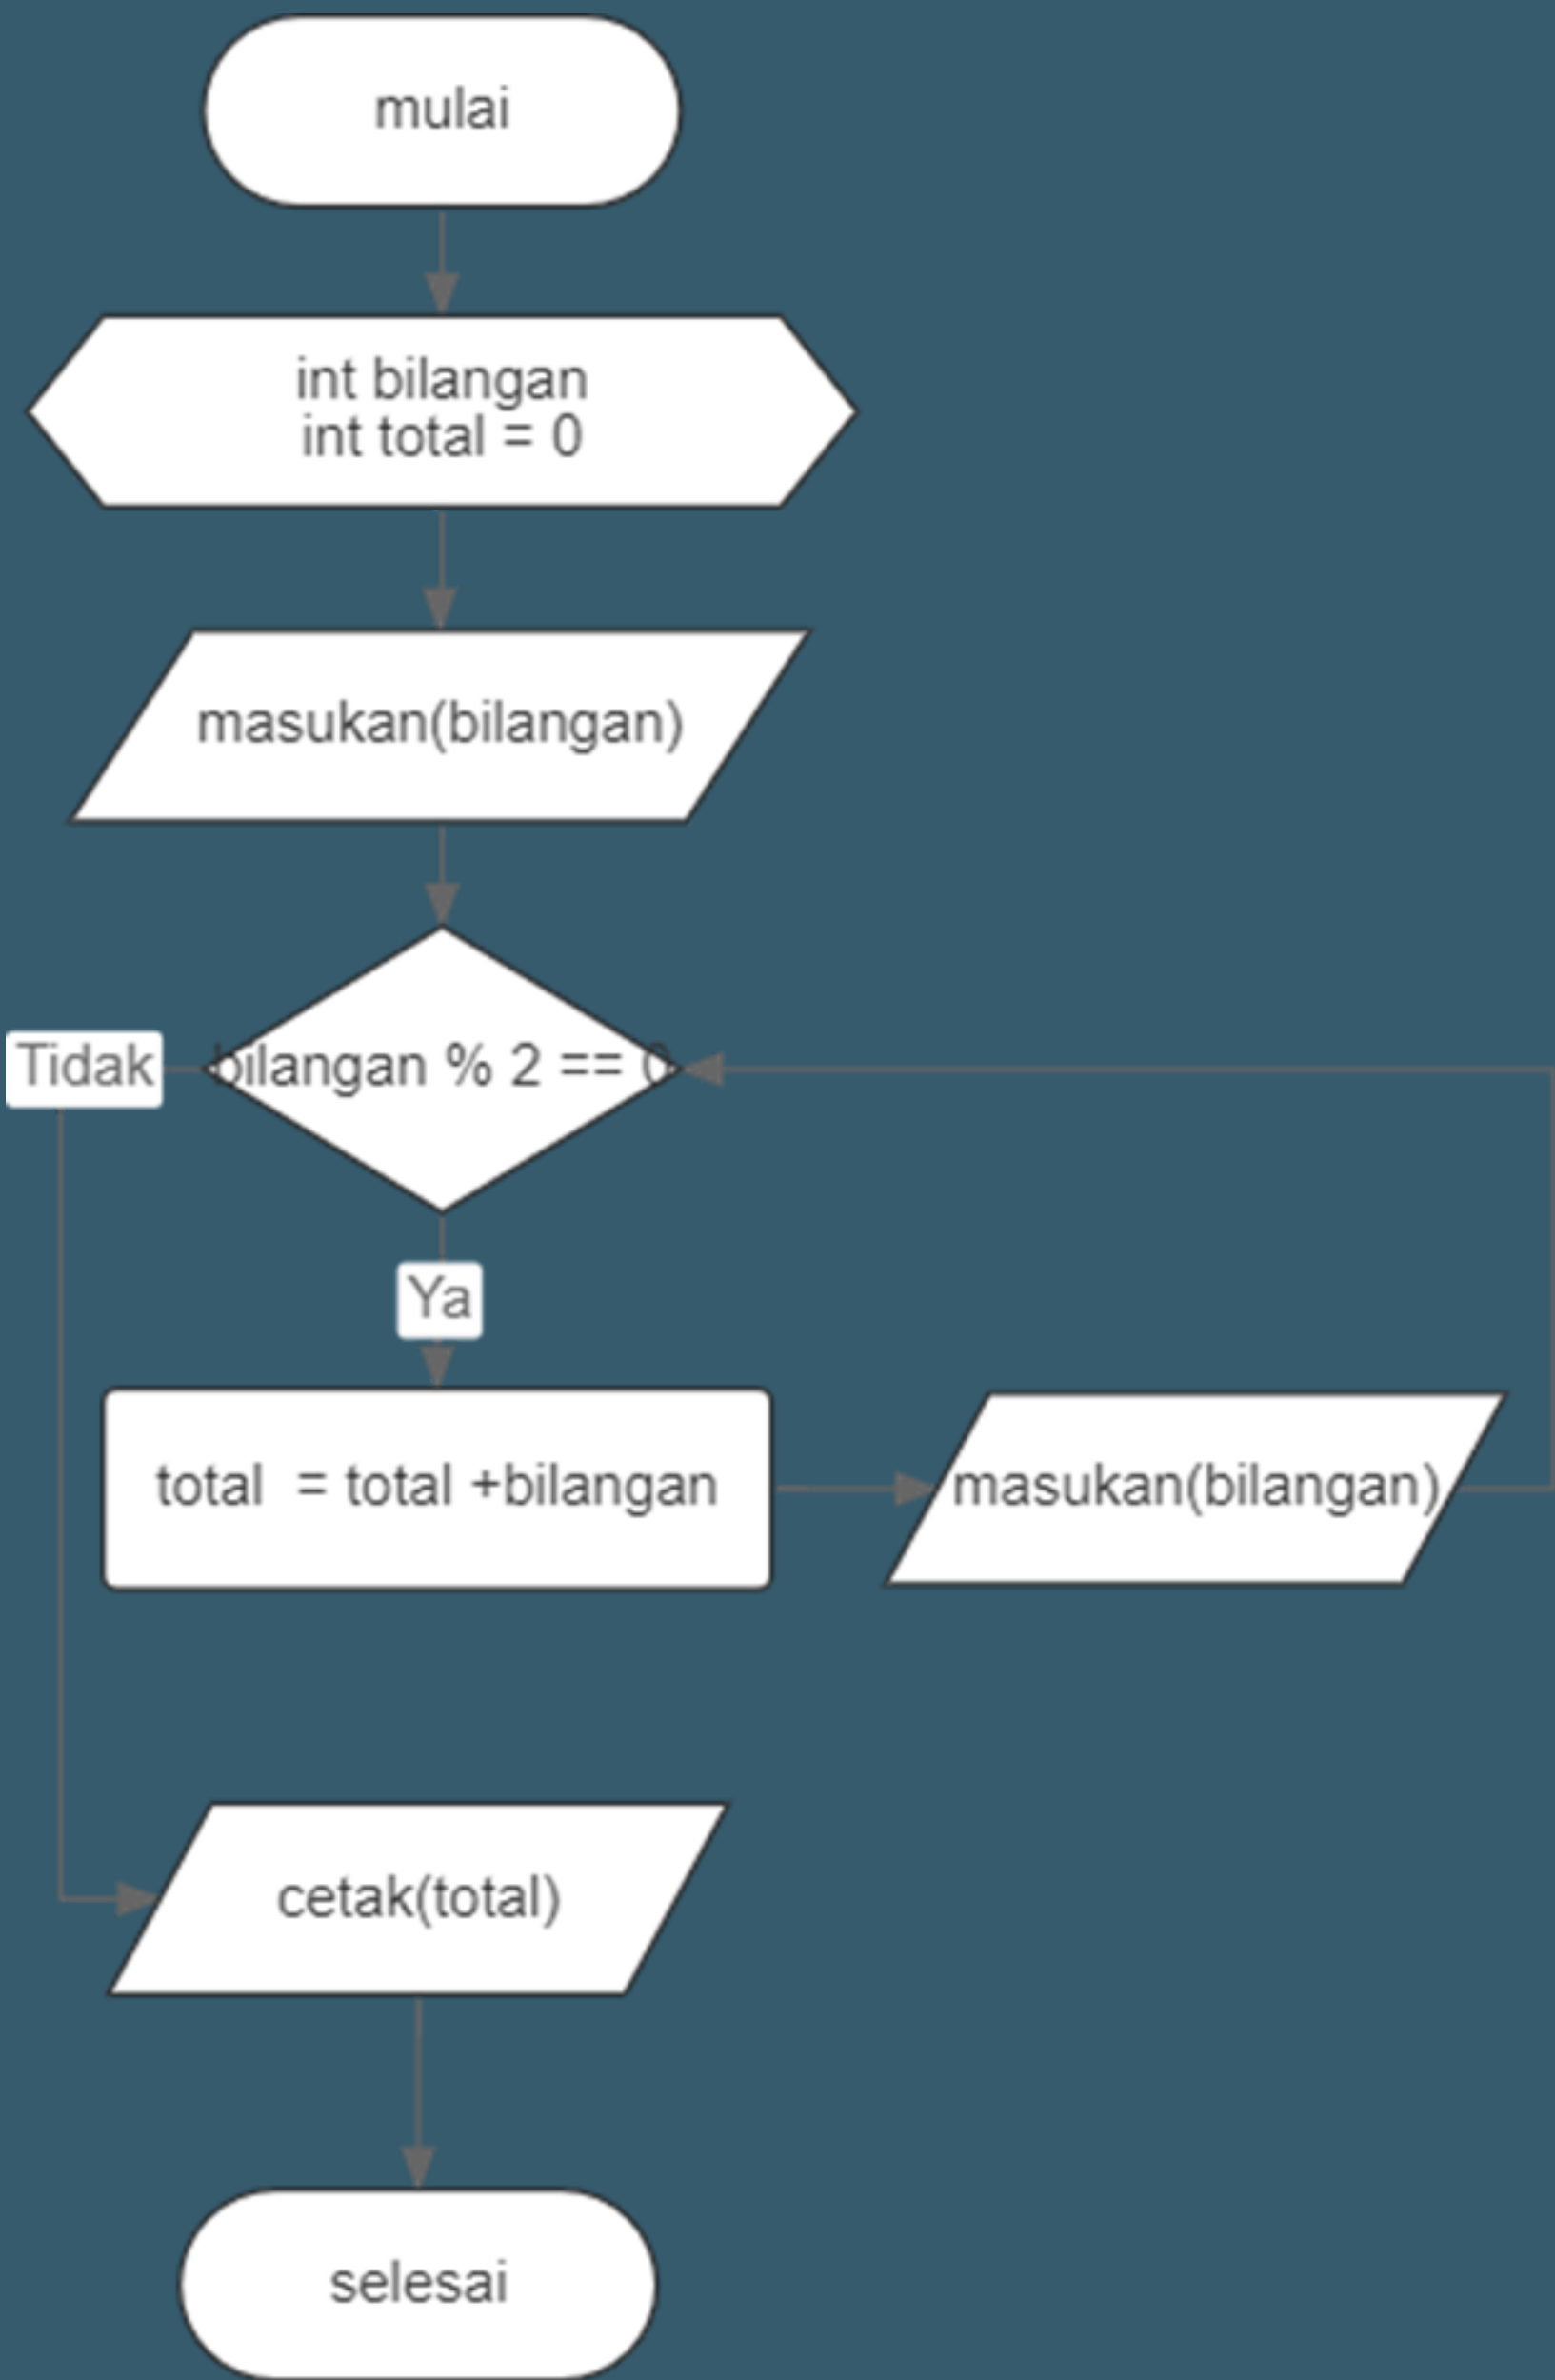 mulai
int bilangan
int total = 0
masukan(bilangan)
Tidak
bilangan % 2 == 0
Ya
total  = total +bilangan
masukan(bilangan)
cetak(total)
selesai